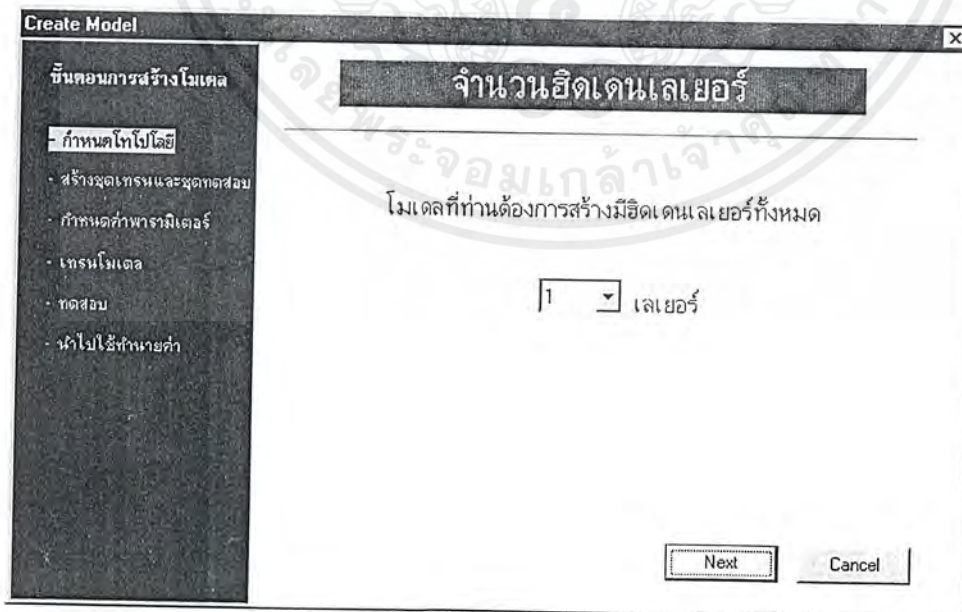 Create Model
ขั้นตอนการสร้างโมเดล
- กำหนดโทโปโลยี
- สร้างชุดเทรนและชุดทดสอบ
- กำหนดค่าพารามิเตอร์
- เทรนโมเดล
- ทดสอบ
- นำไปใช้ทำนายค่า
จำนวนฮิดเดนเลเยอร์
โมเดลที่ท่านต้องการสร้างมีฮิดเดนเลเยอร์ทั้งหมด
1 เลเยอร์
Next Cancel